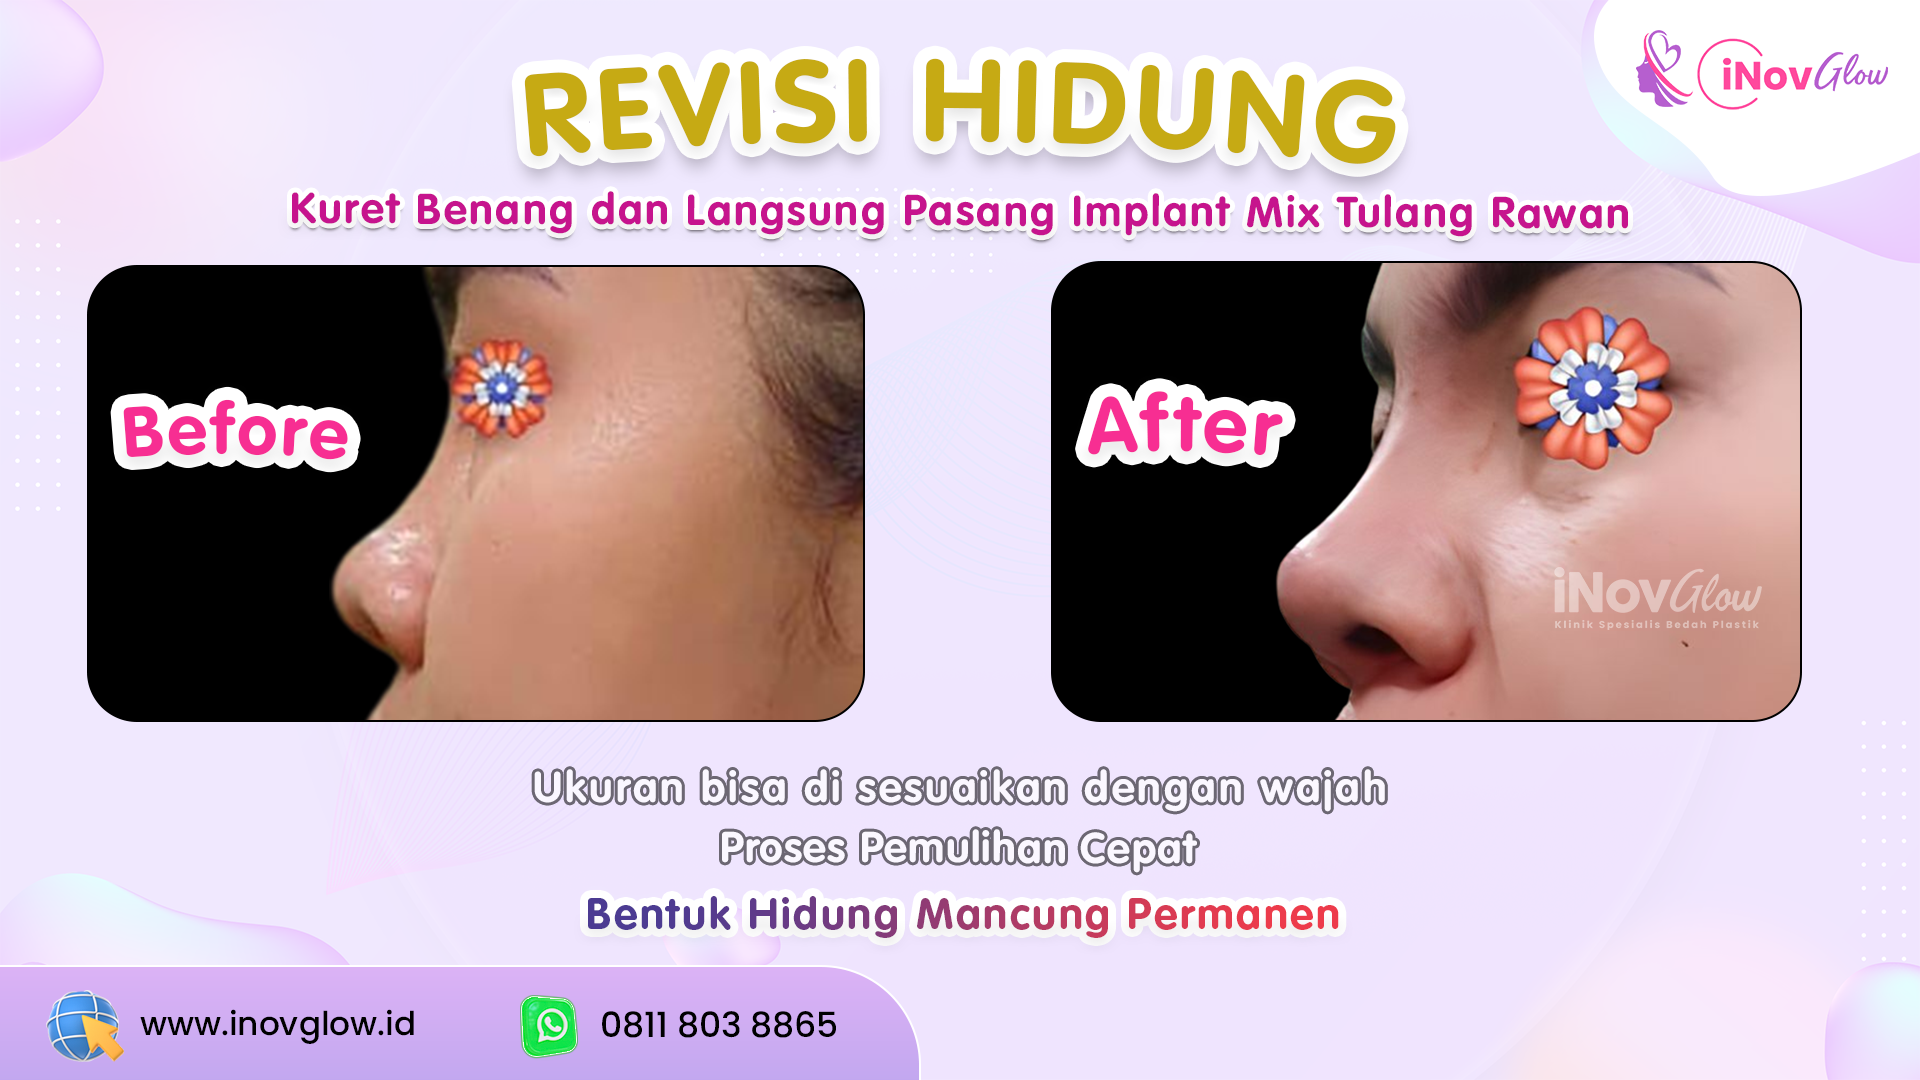 REVISI HIDUNG
iNovGlow
Kuret Benang dan Langsung Pasang Implant Mix Tulang Rawan
Before
After
iNovGlow
Klinik Spesialis Bedah Plastik
Ukuran bisa di sesuaikan dengan wajah
Proses Pemulihan Cepat
Bentuk Hidung Mancung Permanen
www.inovglow.id
0811 803 8865